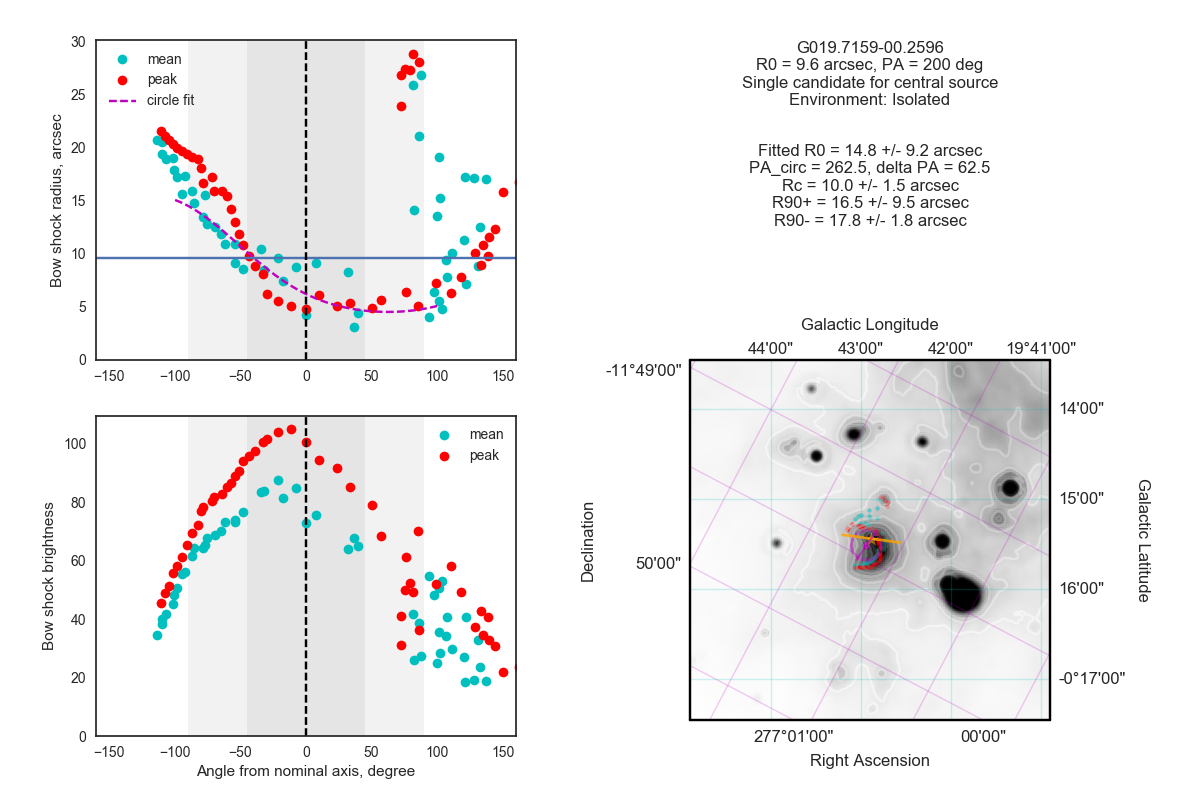 30
25
20
15
10
5
0
Bow shock radius, arcsec
mean
peak
circle fit
−150
−100
−50
0
50
100
150
100
80
60
40
20
0
Bow shock brightness
mean
peak
−150
−100
−50
0
50
100
150
Angle from nominal axis, degree
G019.7159-00.2596
R0 = 9.6 arcsec, PA = 200 deg
Single candidate for central source
Environment: Isolated
Fitted R0 = 14.8 +/- 9.2 arcsec
PA_circ = 262.5, delta PA = 62.5
Rc = 10.0 +/- 1.5 arcsec
R90+ = 16.5 +/- 9.5 arcsec
R90- = 17.8 +/- 1.8 arcsec
Galactic Longitude
44'00" 43'00" 42'00" 19°41'00"
-11°49'00"
50'00"
Declination
14'00"
15'00"
16'00"
-0°17'00"
Galactic Latitude
277°01'00" 00'00"
Right Ascension